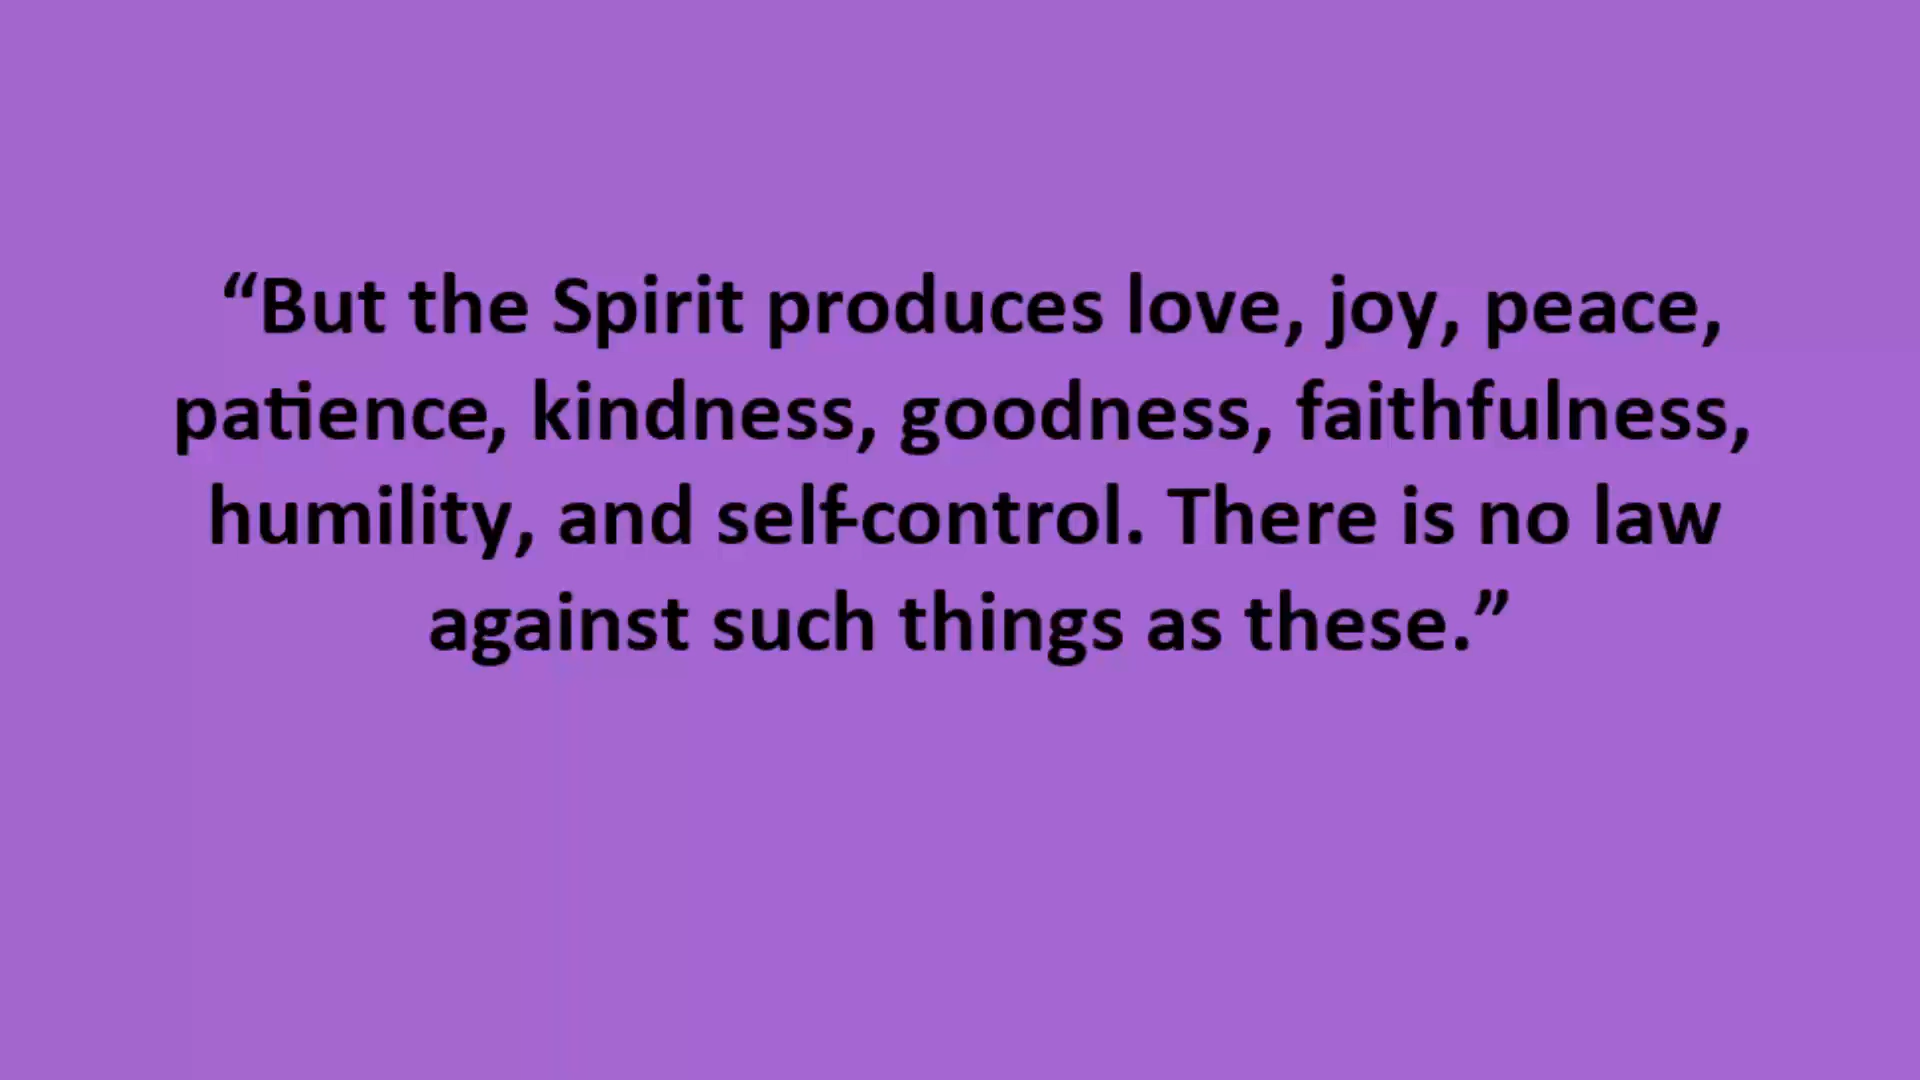 “But the Spirit produces love, joy, peace,
patience, kindness, goodness, faithfulness,
humility, and self-control. There is no law
against such things as these.”